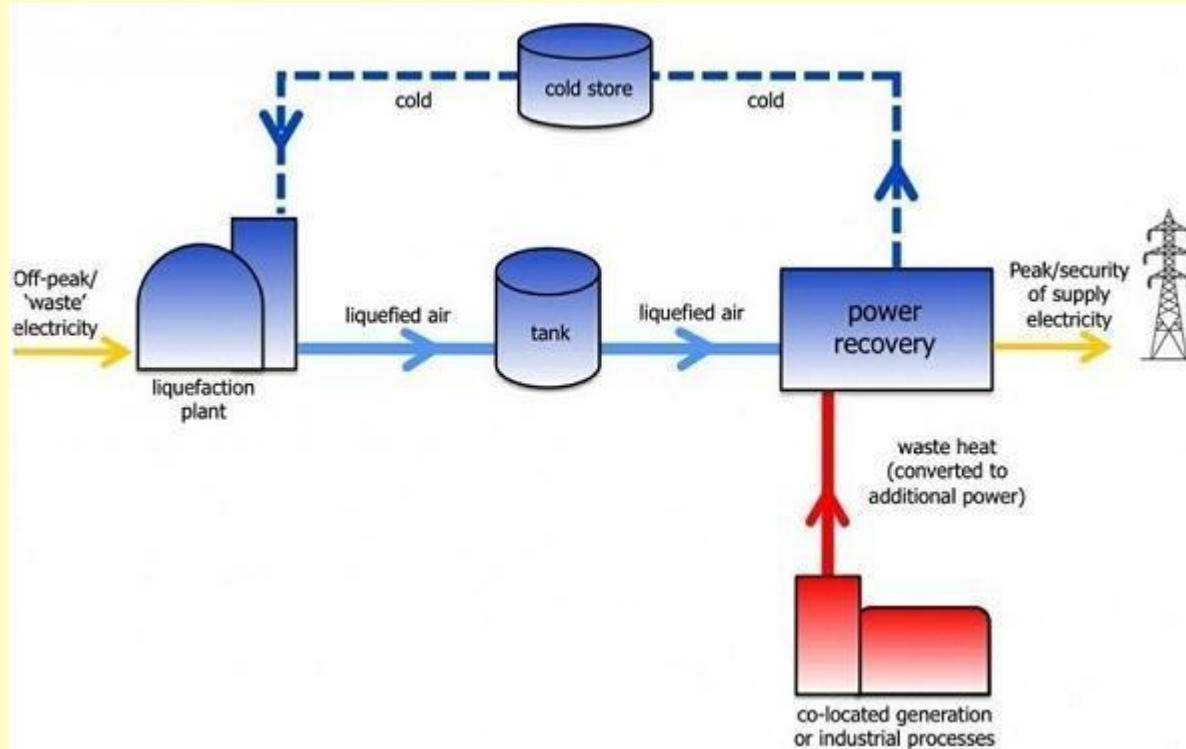 cold store
cold
cold
Off-peak/
‘waste’
electricity
liquefaction
plant
liquefied air
tank
liquefied air
power
recovery
Peak/security
of supply
electricity
waste heat
(converted to
additional power)
co-located generation
or industrial processes